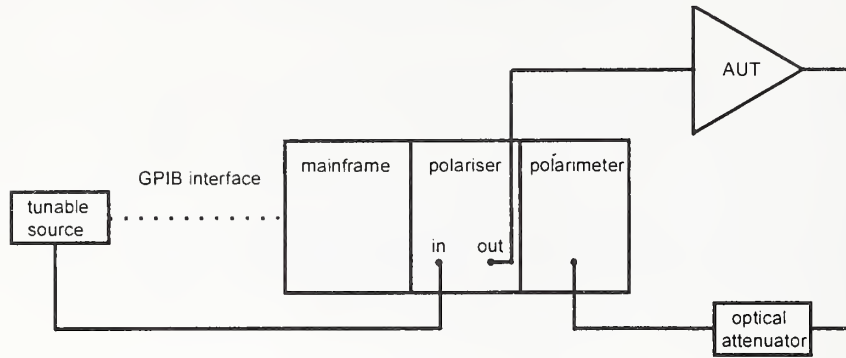 AUT
mainframe
polariser
polarimeter
GPIB interface
tunable
source
in
out
optical
attenuator